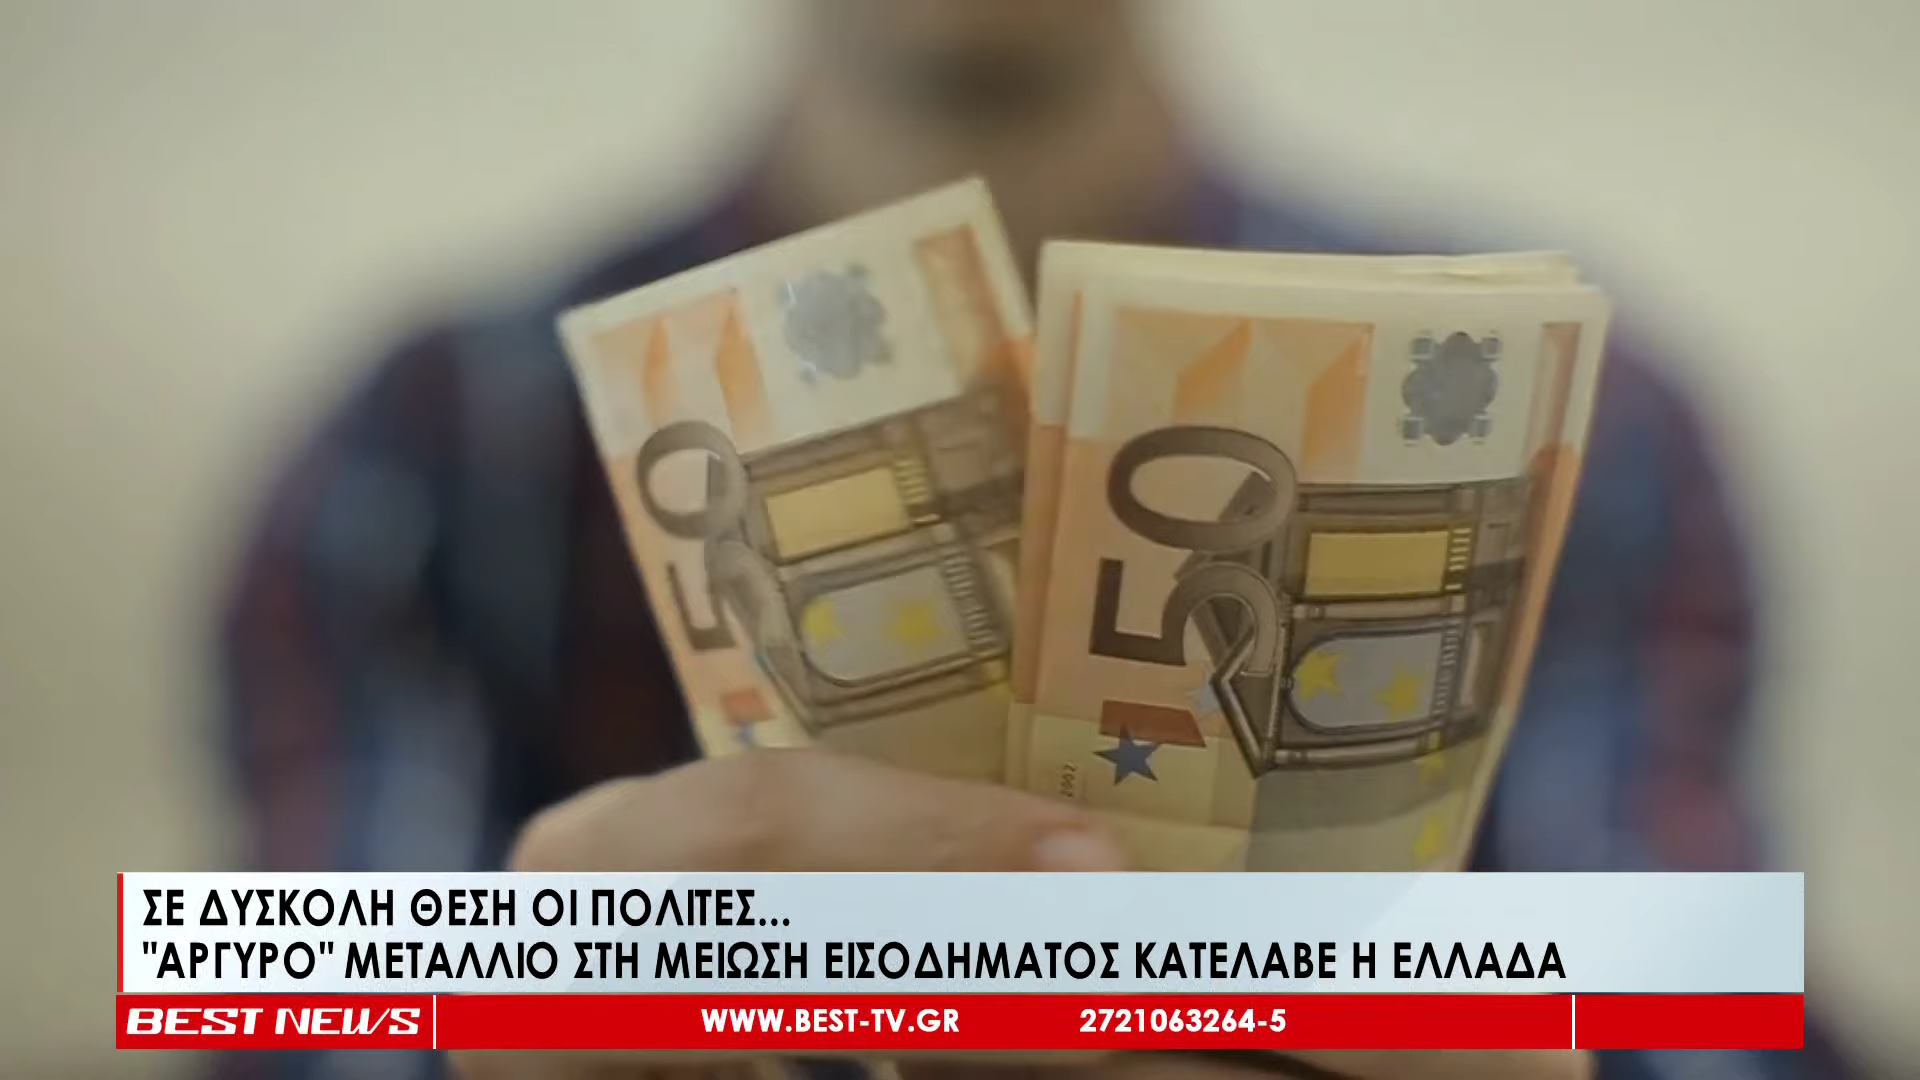 50
50
2002
ΣΕ ΔΥΣΚΟΛΗ ΘΕΣΗ ΟΙ ΠΟΛΙΤΕΣ...
"ΑΡΓΥΡΟ" ΜΕΤΑΛΛΙΟ ΣΤΗ ΜΕΙΩΣΗ ΕΙΣΟΔΗΜΑΤΟΣ ΚΑΤΕΛΑΒΕ Η ΕΛΛΑΔΑ
BEST NEWS WWW.BEST-TV.GR 2721063264-5